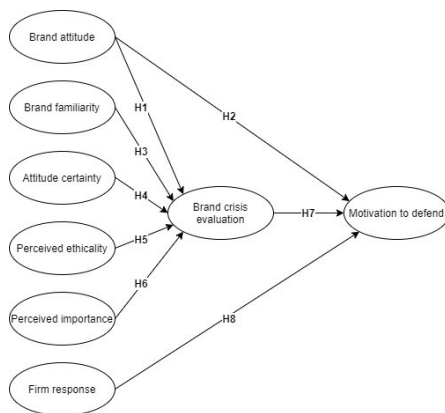 Brand attitude
H1
H2
Brand familiarity
H3
Attitude certainty
H4
Brand crisis
evaluation
H7
Motivation to defend
Perceived ethicality
H5
H6
Perceived importance
H8
Firm response